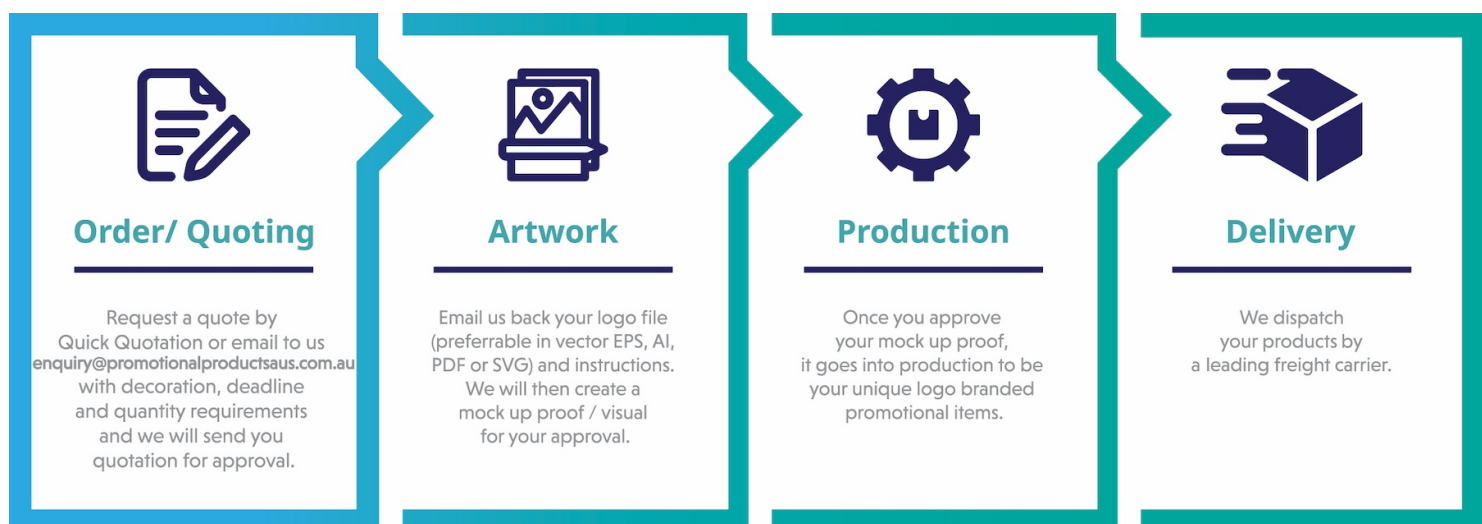 Order/ Quoting
Request a quote by
Quick Quotation or email to us
enquiry@promotionalproductsaus.com.au
with decoration, deadline
and quantity requirements
and we will send you
quotation for approval.
Artwork
Email us back your logo file
(preferrable in vector EPS, AI,
PDF or SVG) and instructions.
We will then create a
mock up proof / visual
for your approval.
Production
Once you approve
your mock up proof,
it goes into production to be
your unique logo branded
promotional items.
Delivery
We dispatch
your products by
a leading freight carrier.